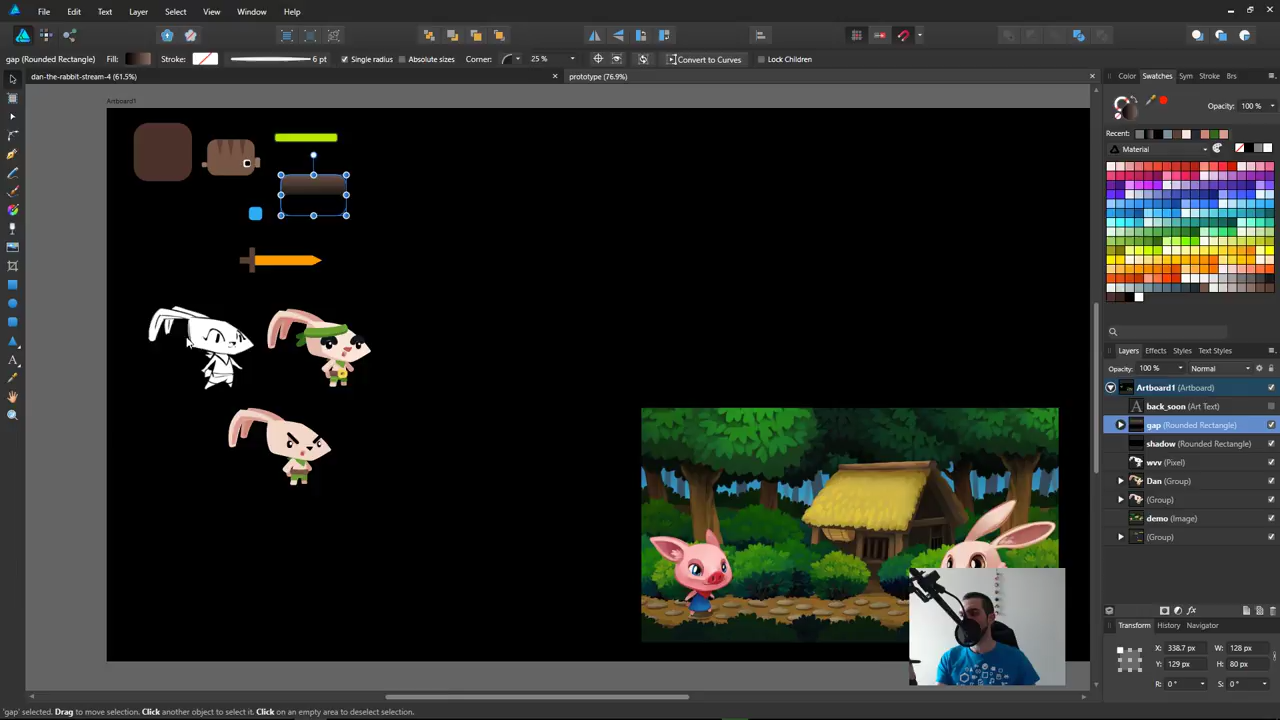 File Edit Text Layer Select View Window Help
gap (Rounded Rectangle) Fill: Stroke: 6 pt Single radius Absolute sizes Corner: 25 % Convert to Curves Lock Children
dan-the-rabbit-stream-4 (61.5%) prototype (76.9%) Color Swatches Sym Stroke Brs
Artboard1
Opacity: 100 %
Recent:
Material
Layers Effects Styles Text Styles
Opacity: 100 % Normal
Artboard1 (Artboard)
A back_soon (Art Text)
gap (Rounded Rectangle)
shadow (Rounded Rectangle)
wvv (Pixel)
Dan (Group)
(Group)
demo (Image)
(Group)
fx
Transform History Navigator
X: 338.7 px W: 128 px
Y: 129 px H: 80 px
R: 0 ° S: 0 °
'gap' selected. Drag to move selection. Click another object to select it. Click on an empty area to deselect selection.